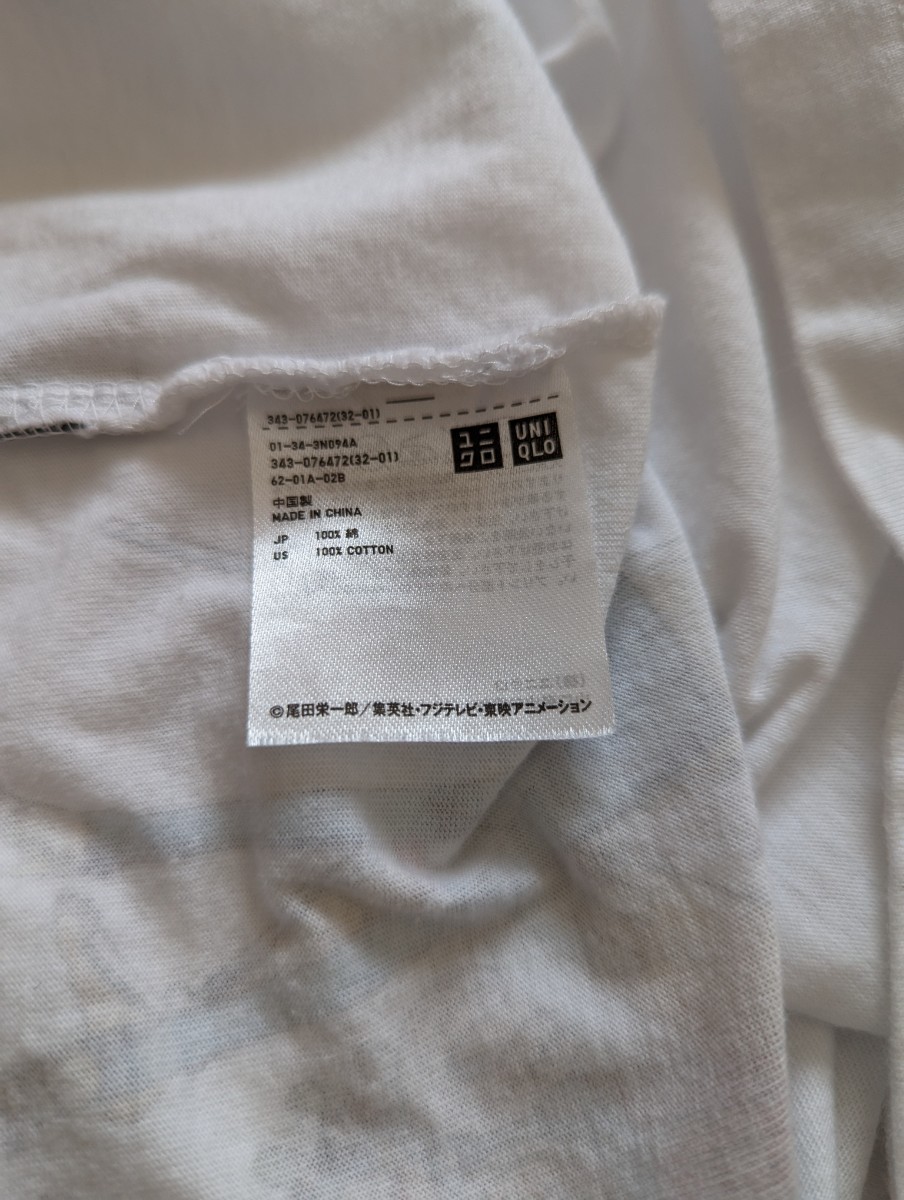 343-076472(32-01)
01-34-3N094A
343-076472(32-01)
62-01A-02B
ユニ
クロ
UNI
QLO
中国製
MADE IN CHINA
JP 100% 綿
US 100% COTTON
©尾田栄一郎/集英社・フジテレビ・東映アニメーション